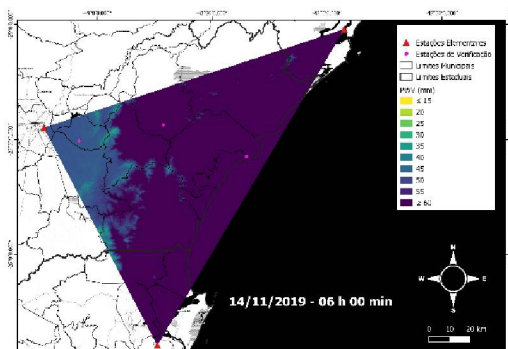 Estações Elementares
Estações de Verificação
Limites Municipais
Limites Estaduais
PWV (mm)
≤ 15
20
25
30
35
40
45
50
55
≥ 60
N
W
E
S
14/11/2019 - 06 h 00 min
0 10 20 km